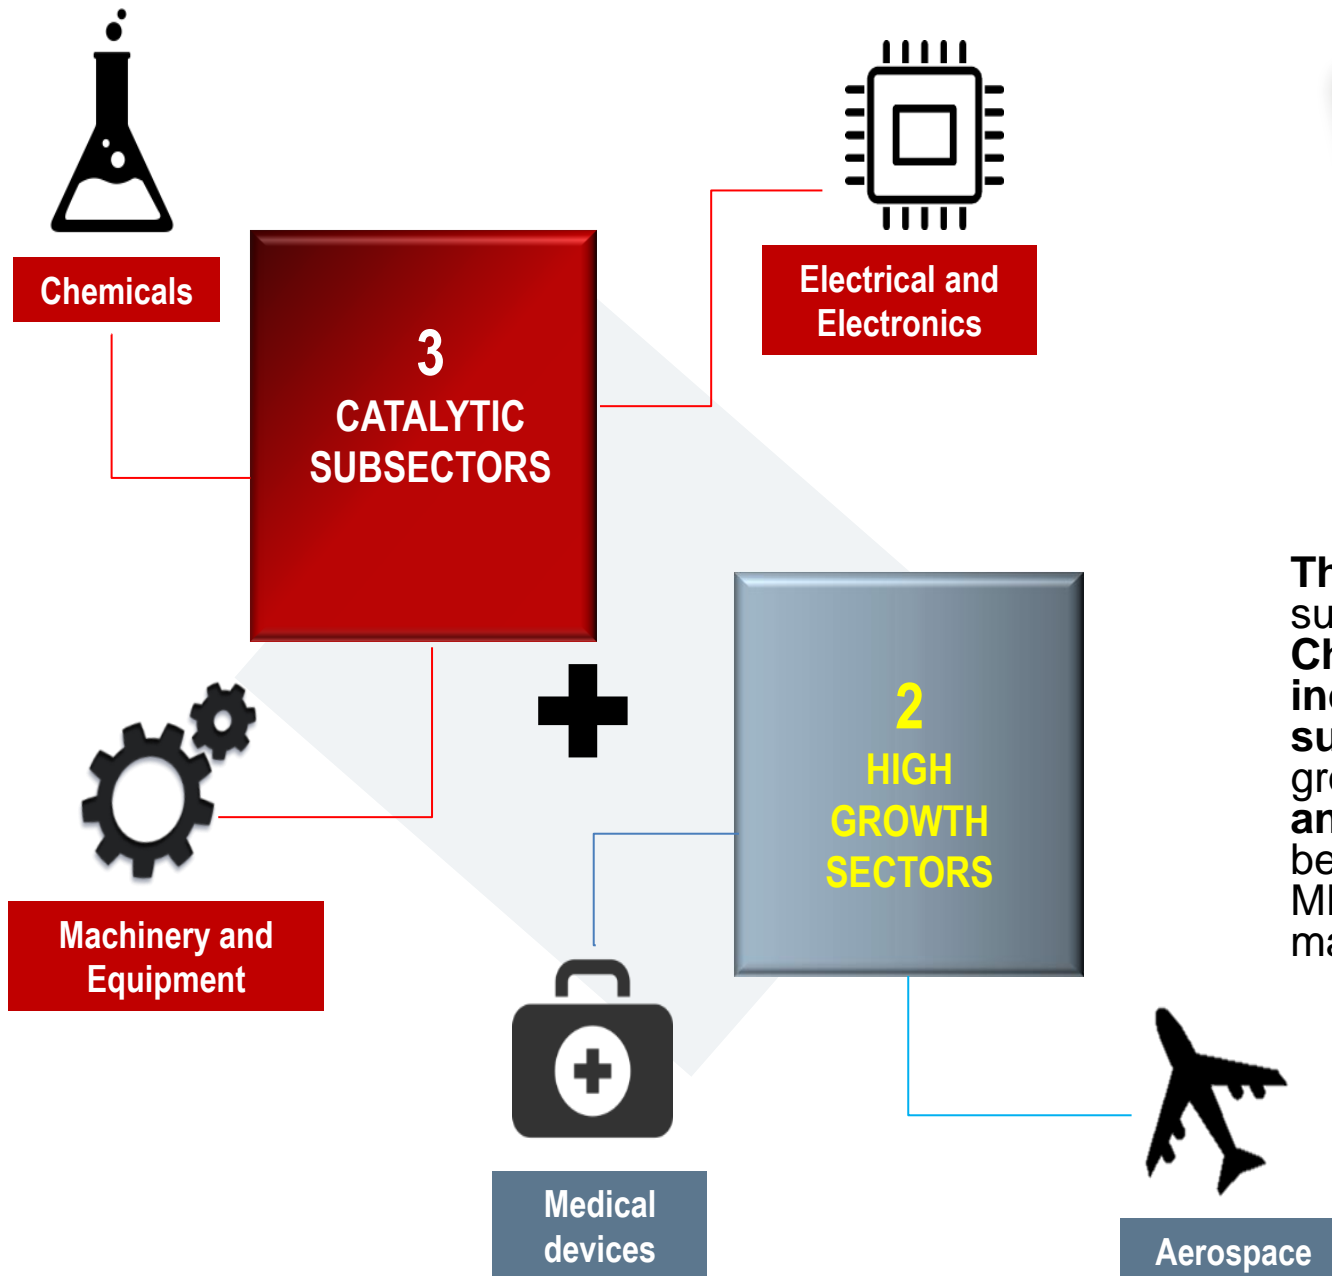 Chemicals
Electrical and
Electronics
3
CATALYTIC
SUBSECTORS
2
HIGH
GROWTH
SECTORS
Machinery and
Equipment
Medical
devices
Aerospace